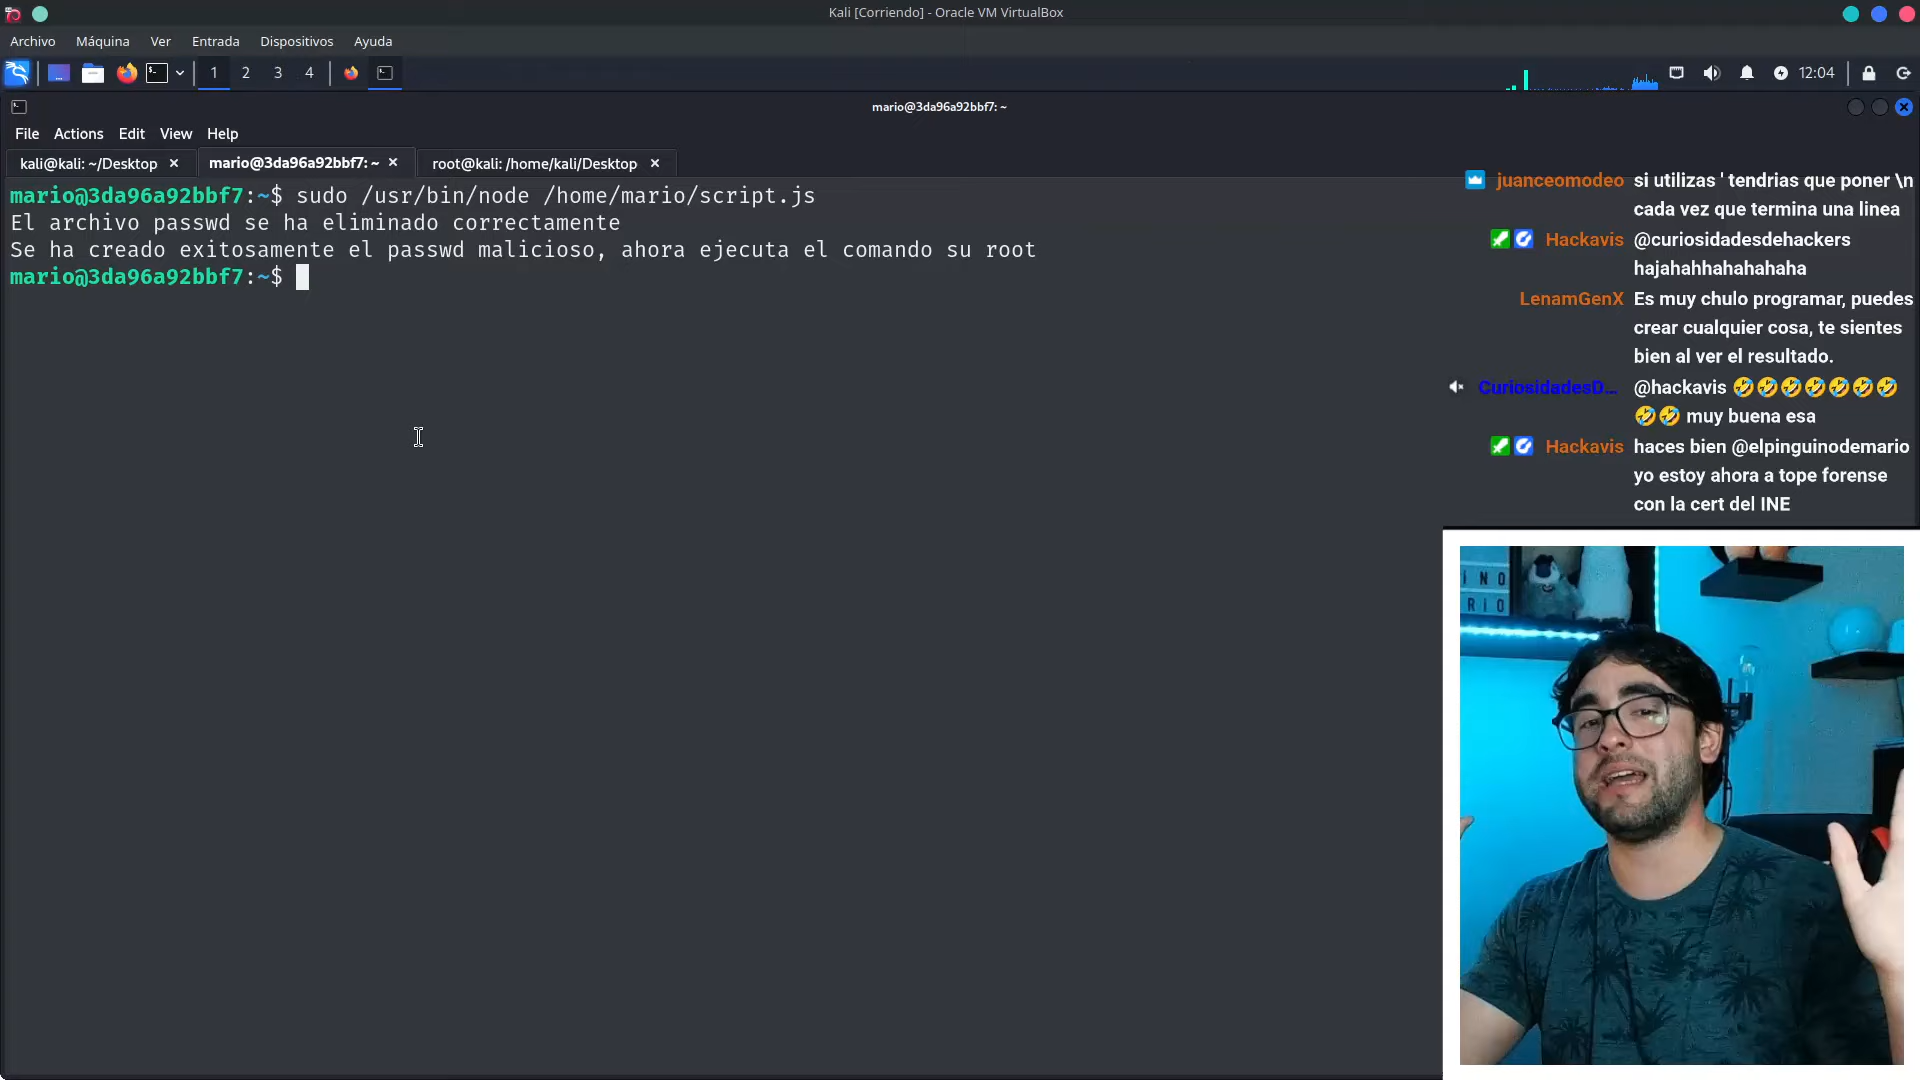 Kali [Corriendo] - Oracle VM VirtualBox
Archivo Máquina Ver Entrada Dispositivos Ayuda
1 2 3 4
12:04
mario@3da96a92bbf7: ~
File Actions Edit View Help
kali@kali: ~/Desktop
mario@3da96a92bbf7: ~
root@kali: /home/kali/Desktop
mario@3da96a92bbf7:~$ sudo /usr/bin/node /home/mario/script.js
El archivo passwd se ha eliminado correctamente
Se ha creado exitosamente el passwd malicioso, ahora ejecuta el comando su root
mario@3da96a92bbf7:~$
juanceomodeo si utilizas ' tendrias que poner \n
cada vez que termina una linea
Hackavis @curiosidadesdehackers
hajahahhahahahaha
LenamGenX Es muy chulo programar, puedes
crear cualquier cosa, te sientes
bien al ver el resultado.
CuriosidadesD... @hackavis 🤣🤣🤣🤣🤣🤣🤣
🤣🤣 muy buena esa
Hackavis haces bien @elpinguinodemario
yo estoy ahora a tope forense
con la cert del INE
INO
RIO